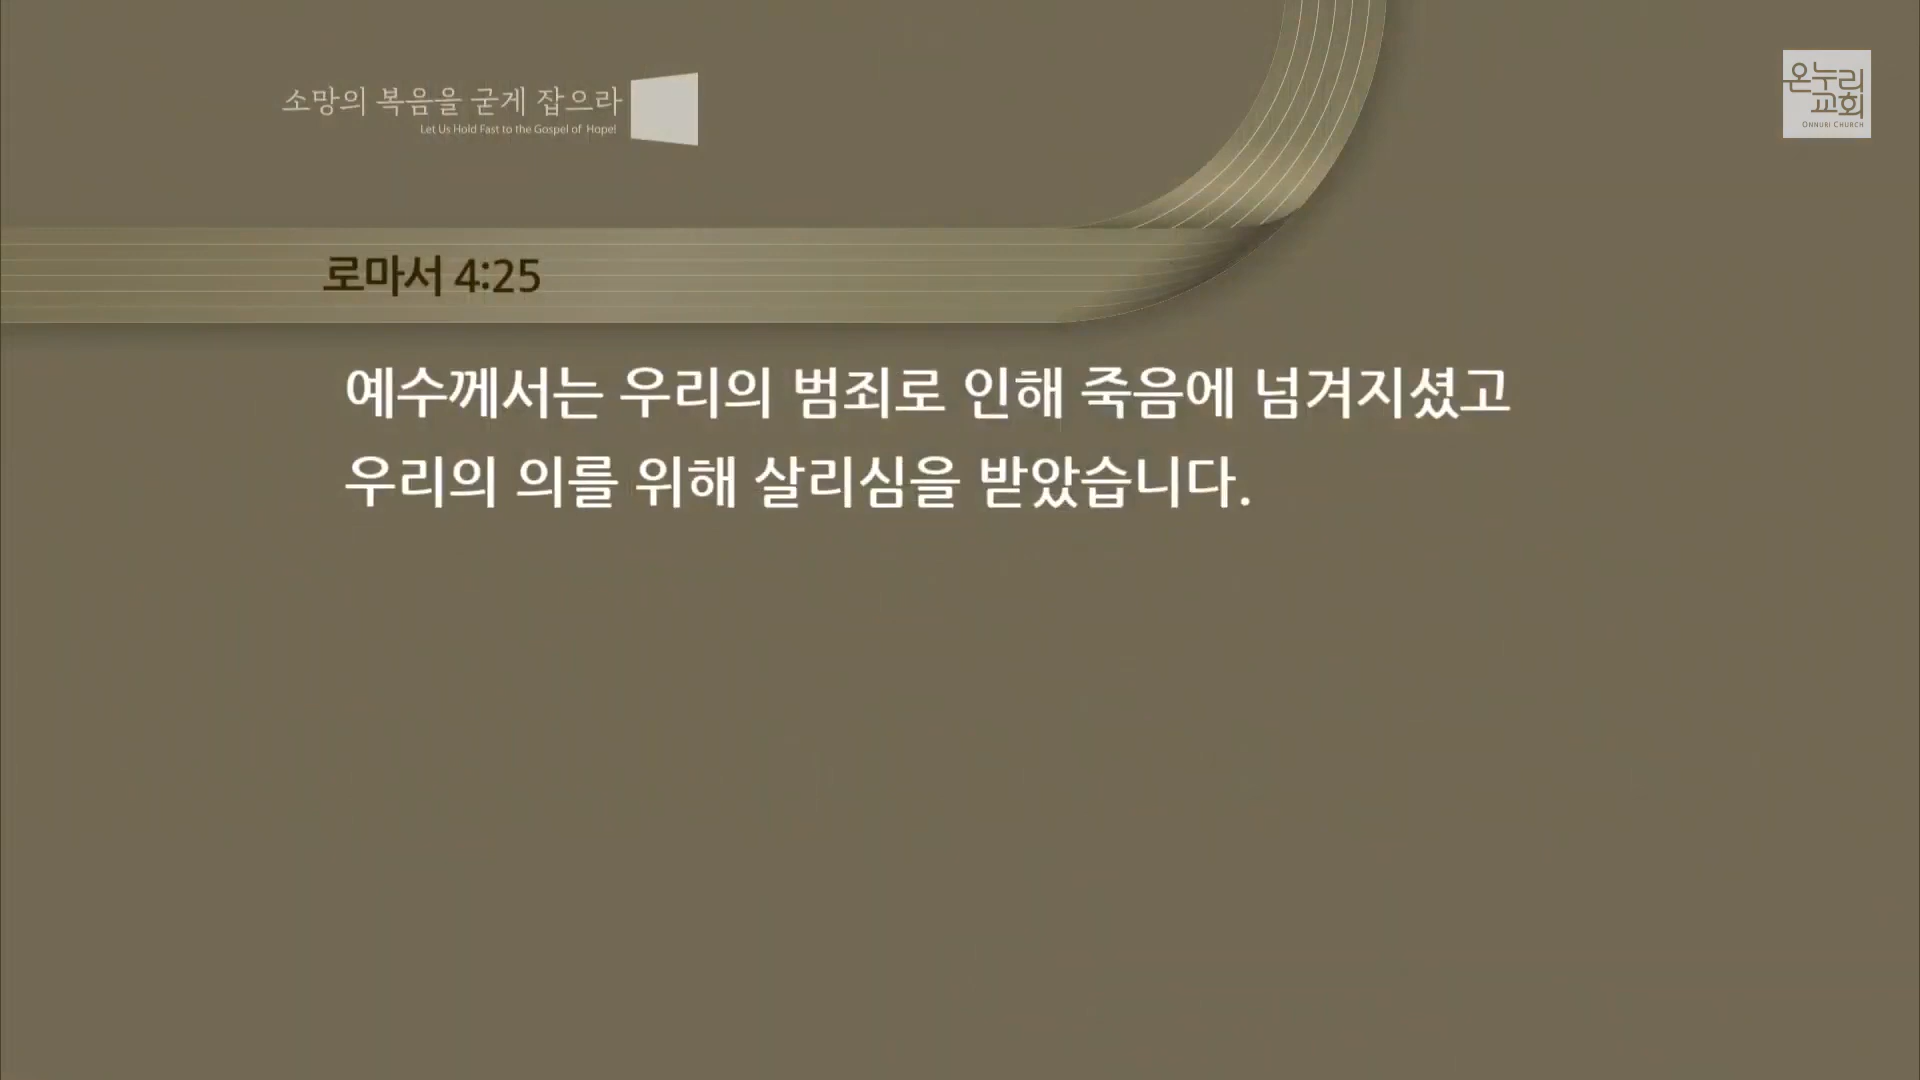 소망의 복음을 굳게 잡으라
Let Us Hold Fast to the Gospel of Hope!
온누리
교회
ONNURI CHURCH
로마서 4:25
예수께서는 우리의 범죄로 인해 죽음에 넘겨지셨고
우리의 의를 위해 살리심을 받았습니다.